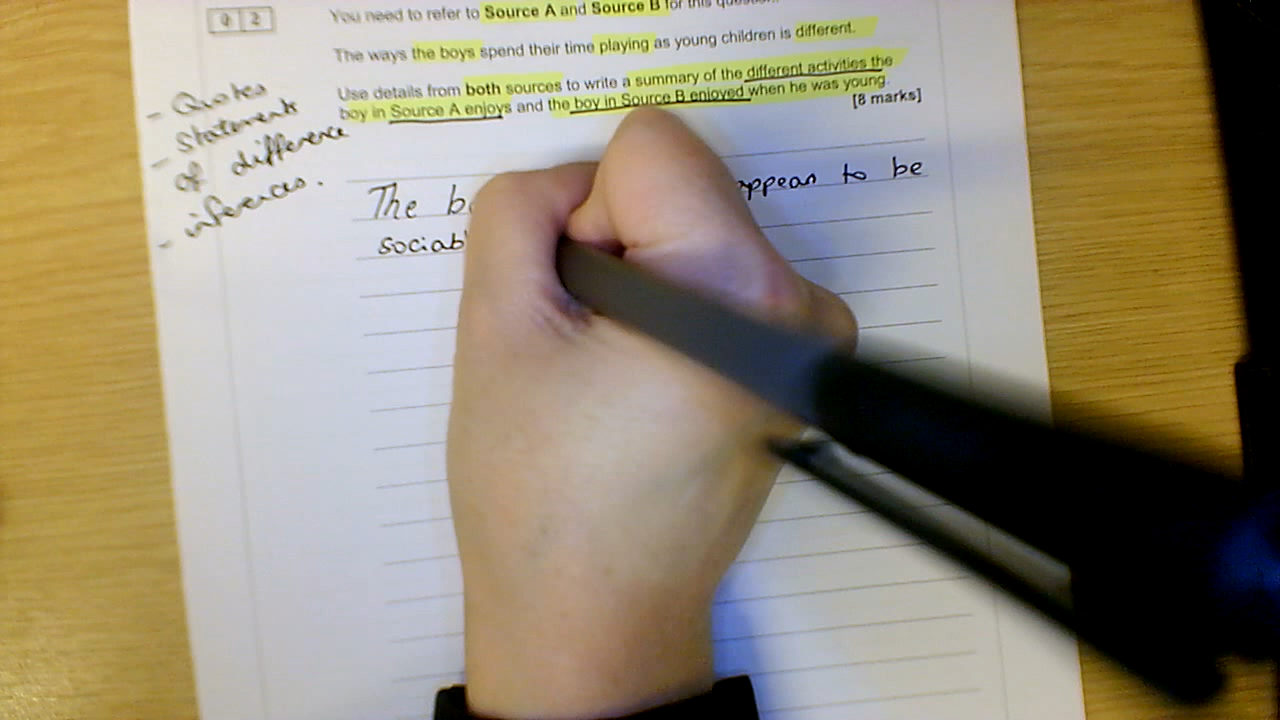 0 2
You need to refer to Source A and Source B for this question.
The ways the boys spend their time playing as young children is different.
Use details from both sources to write a summary of the different activities the
boy in Source A enjoys and the boy in Source B enjoyed when he was young.
[8 marks]
- Quotes
- Statements
of difference
- inferences.
The appear to be